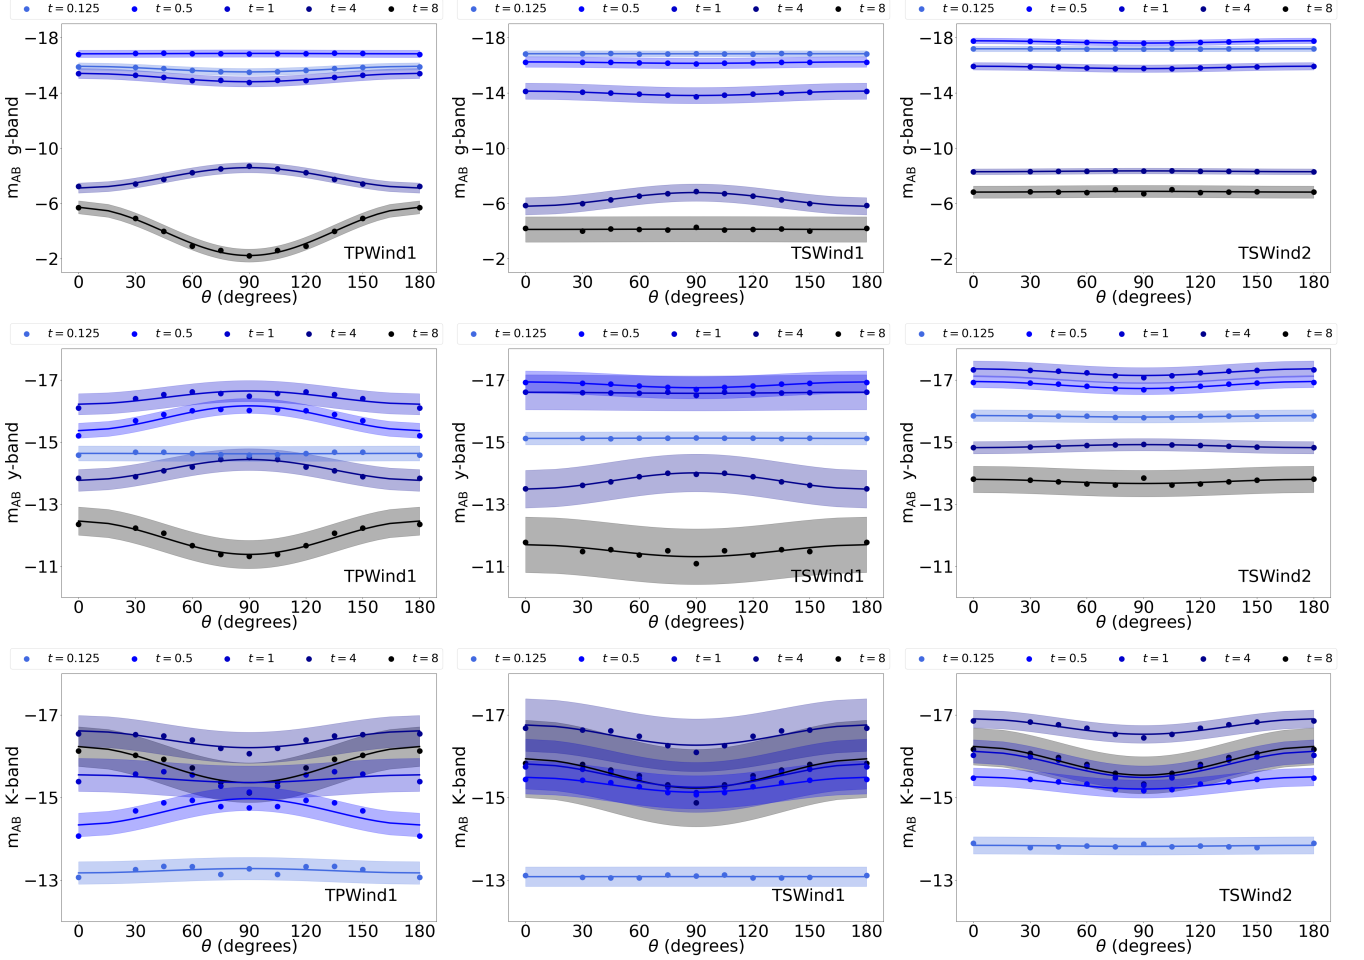 t = 0.125 t = 0.5 t = 1 t = 4 t = 8
t = 0.125 t = 0.5 t = 1 t = 4 t = 8
t = 0.125 t = 0.5 t = 1 t = 4 t = 8
m_AB g-band
−18
−14
−10
−6
−2
TPWind1
0 30 60 90 120 150 180
θ (degrees)
m_AB g-band
−18
−14
−10
−6
−2
TSWind1
0 30 60 90 120 150 180
θ (degrees)
m_AB g-band
−18
−14
−10
−6
−2
TSWind2
0 30 60 90 120 150 180
θ (degrees)
t = 0.125 t = 0.5 t = 1 t = 4 t = 8
t = 0.125 t = 0.5 t = 1 t = 4 t = 8
t = 0.125 t = 0.5 t = 1 t = 4 t = 8
m_AB y-band
−17
−15
−13
−11
TPWind1
0 30 60 90 120 150 180
θ (degrees)
m_AB y-band
−17
−15
−13
−11
TSWind1
0 30 60 90 120 150 180
θ (degrees)
m_AB y-band
−17
−15
−13
−11
TSWind2
0 30 60 90 120 150 180
θ (degrees)
t = 0.125 t = 0.5 t = 1 t = 4 t = 8
t = 0.125 t = 0.5 t = 1 t = 4 t = 8
t = 0.125 t = 0.5 t = 1 t = 4 t = 8
m_AB K-band
−17
−15
−13
TPWind1
0 30 60 90 120 150 180
θ (degrees)
m_AB K-band
−17
−15
−13
TSWind1
0 30 60 90 120 150 180
θ (degrees)
m_AB K-band
−17
−15
−13
TSWind2
0 30 60 90 120 150 180
θ (degrees)